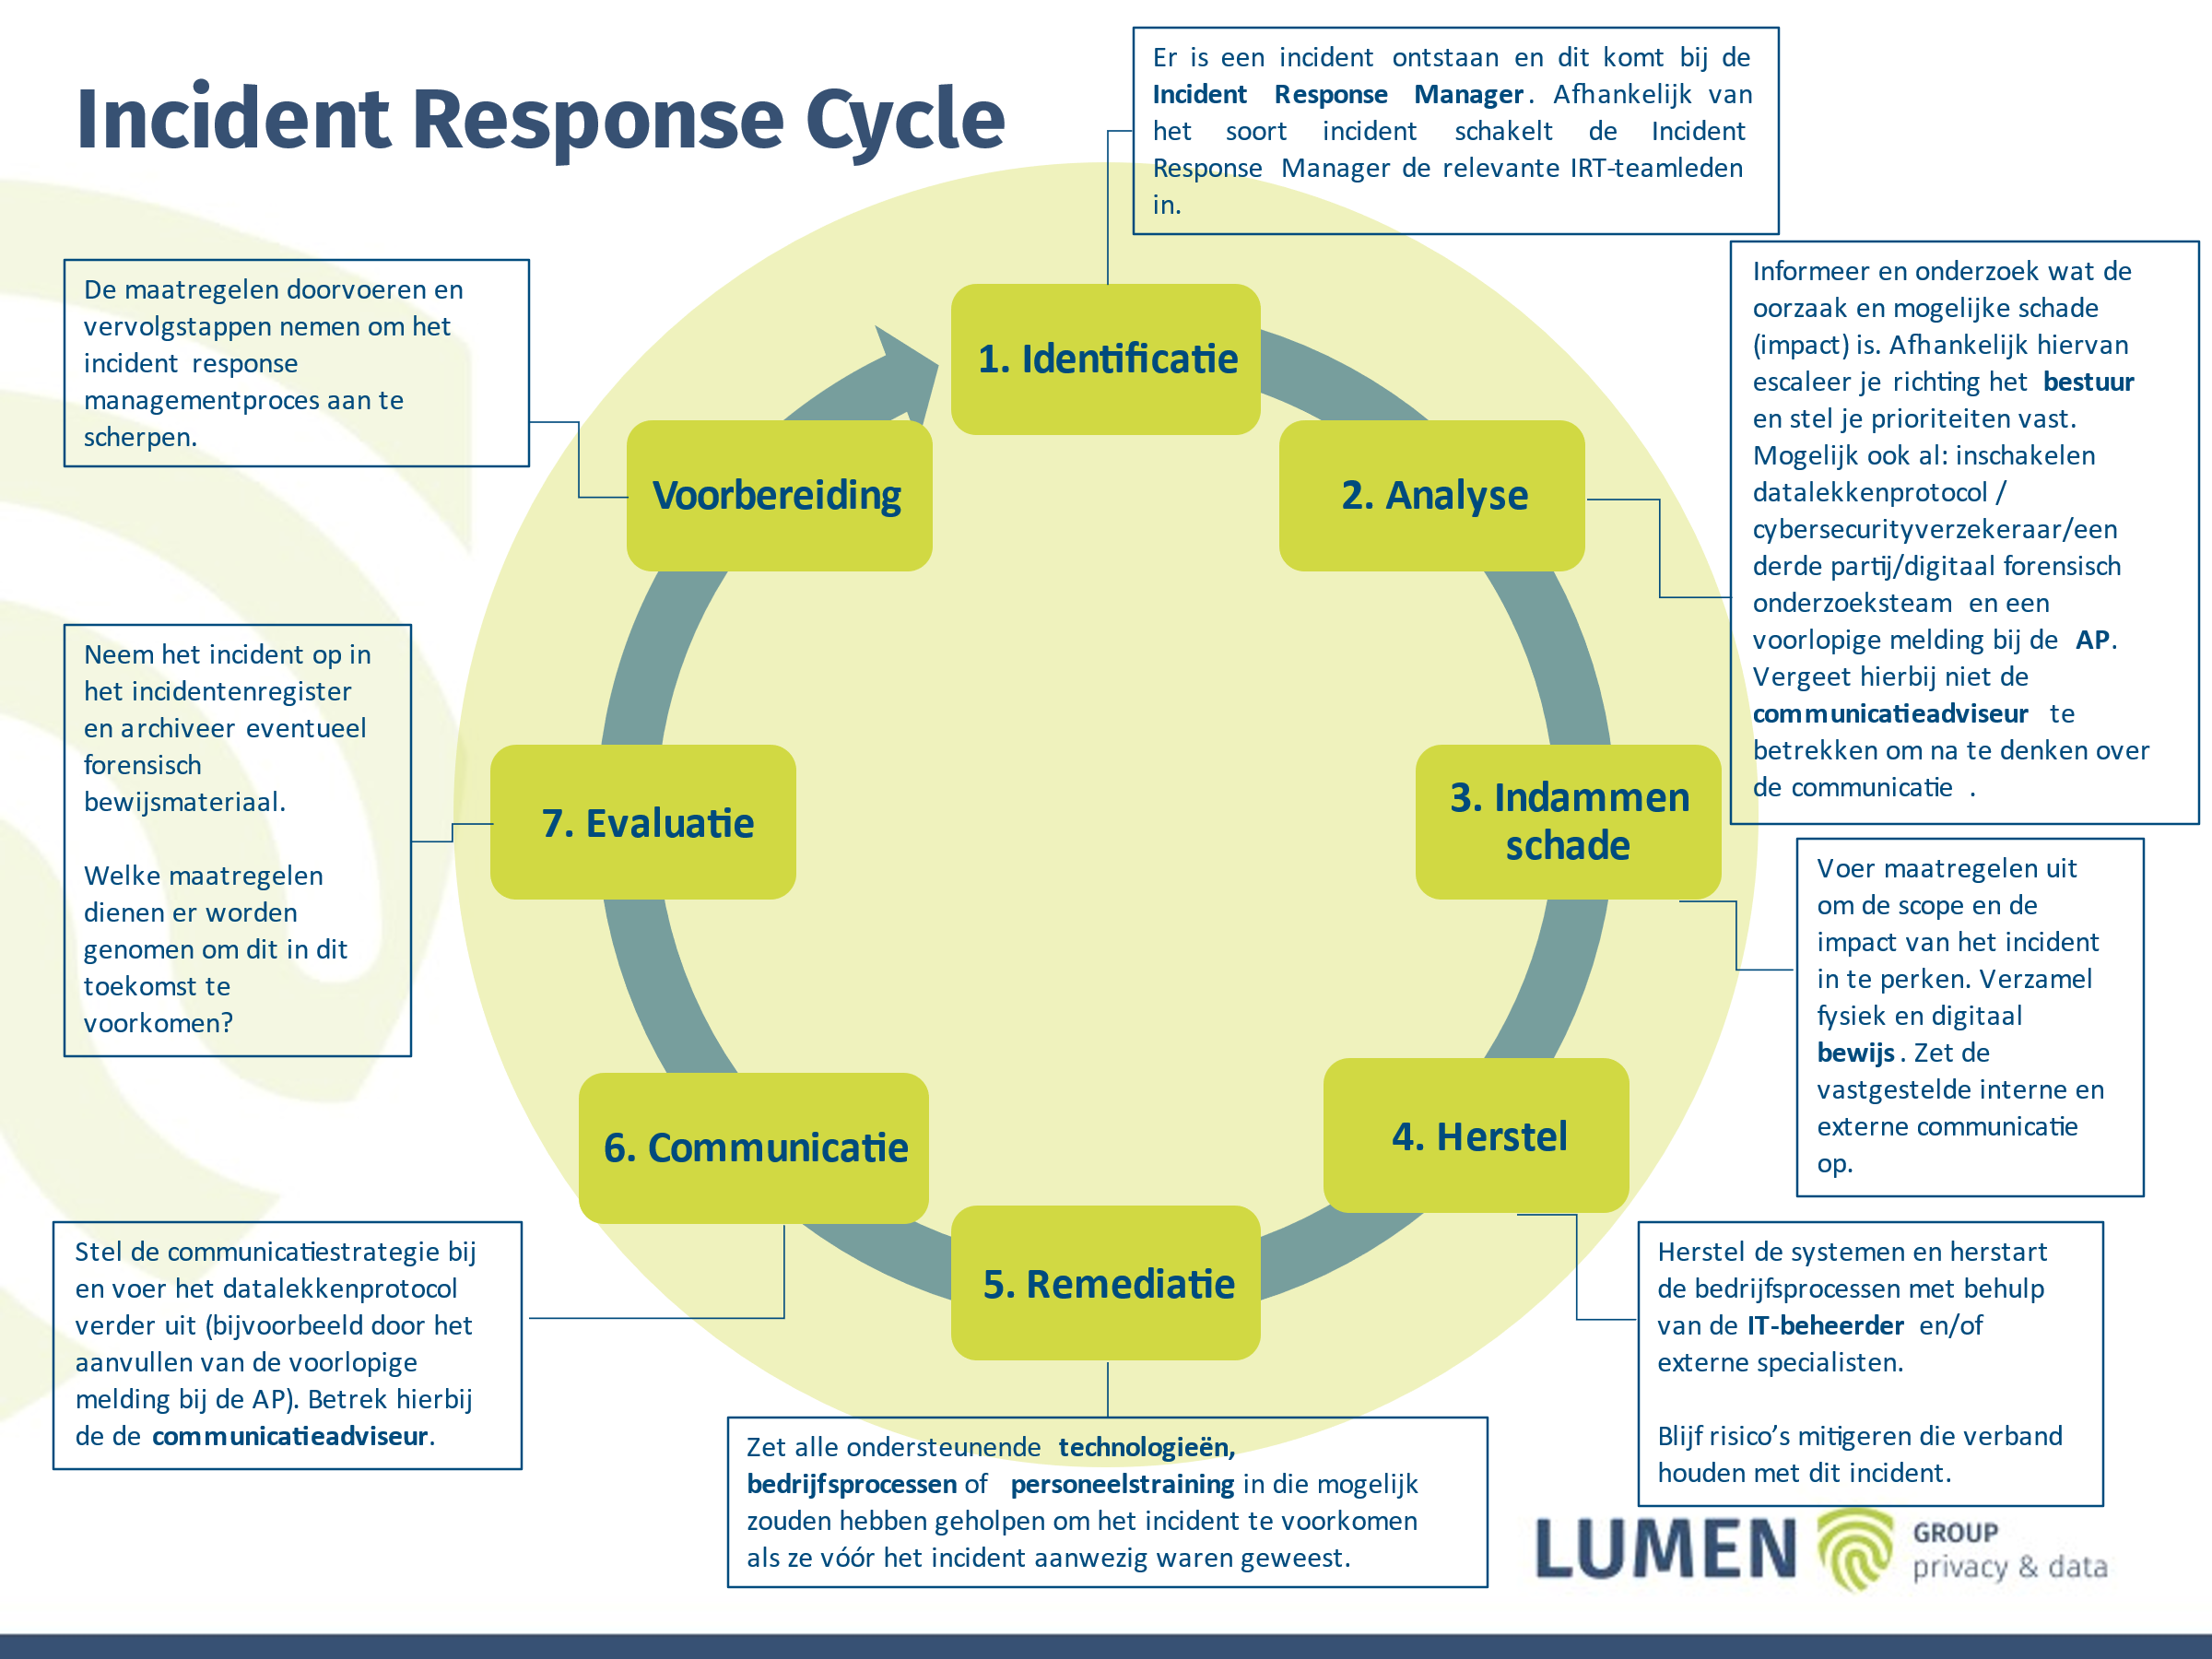 Incident Response Cycle
Er is een incident ontstaan en dit komt bij de
Incident Response Manager. Afhankelijk van
het soort incident schakelt de Incident
Response Manager de relevante IRT-teamleden
in.
1. Identificatie
Informeer en onderzoek wat de
oorzaak en mogelijke schade
(impact) is. Afhankelijk hiervan
escaleer je richting het bestuur
en stel je prioriteiten vast.
Mogelijk ook al: inschakelen
datalekkenprotocol /
cybersecurityverzekeraar/een
derde partij/digitaal forensisch
onderzoeksteam en een
voorlopige melding bij de AP.
Vergeet hierbij niet de
communicatieadviseur te
betrekken om na te denken over
de communicatie .
2. Analyse
3. Indammen
schade
Voer maatregelen uit
om de scope en de
impact van het incident
in te perken. Verzamel
fysiek en digitaal
bewijs. Zet de
vastgestelde interne en
externe communicatie
op.
4. Herstel
Herstel de systemen en herstart
de bedrijfsprocessen met behulp
van de IT-beheerder en/of
externe specialisten.
Blijf risico's mitigeren die verband
houden met dit incident.
5. Remediatie
Zet alle ondersteunende technologieën,
bedrijfsprocessen of personeelstraining in die mogelijk
zouden hebben geholpen om het incident te voorkomen
als ze vóór het incident aanwezig waren geweest.
6. Communicatie
Stel de communicatiestrategie bij
en voer het datalekkenprotocol
verder uit (bijvoorbeeld door het
aanvullen van de voorlopige
melding bij de AP). Betrek hierbij
de de communicatieadviseur.
7. Evaluatie
Neem het incident op in
het incidentenregister
en archiveer eventueel
forensisch
bewijsmateriaal.
Welke maatregelen
dienen er worden
genomen om dit in dit
toekomst te
voorkomen?
Voorbereiding
De maatregelen doorvoeren en
vervolgstappen nemen om het
incident response
managementproces aan te
scherpen.
LUMEN
GROUP
privacy & data